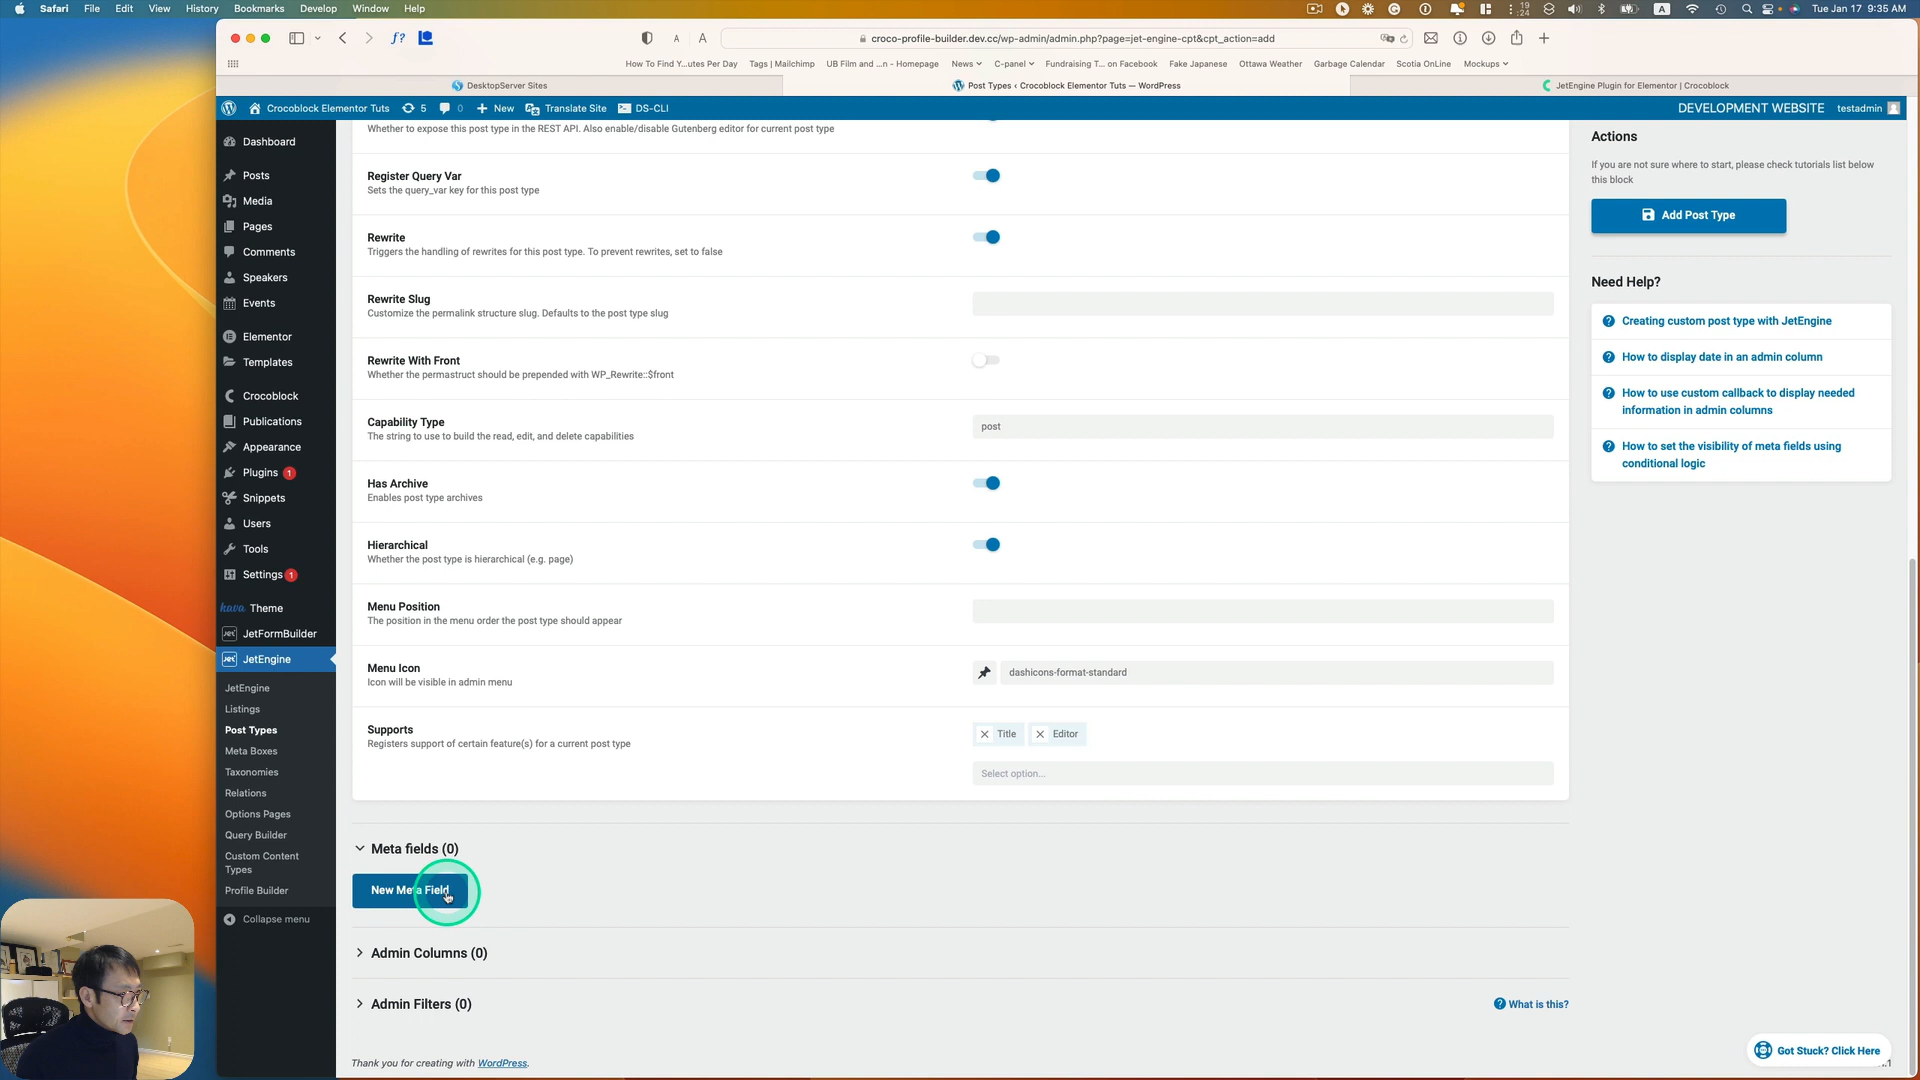 Safari File Edit View History Bookmarks Develop Window Help
19
24
A
Tue Jan 17 9:35 AM
f?
A A
croco-profile-builder.dev.cc/wp-admin/admin.php?page=jet-engine-cpt&cpt_action=add
How To Find Y...utes Per Day Tags | Mailchimp UB Film and ...n - Homepage News C-panel Fundraising T... on Facebook Fake Japanese Ottawa Weather Garbage Calendar Scotia OnLine Mockups
DesktopServer Sites
Post Types ‹ Crocoblock Elementor Tuts — WordPress
JetEngine Plugin for Elementor | Crocoblock
Crocoblock Elementor Tuts 5 0 New Translate Site DS-CLI
DEVELOPMENT WEBSITE testadmin
Dashboard
Posts
Media
Pages
Comments
Speakers
Events
Elementor
Templates
Crocoblock
Publications
Appearance
Plugins 1
Snippets
Users
Tools
Settings 1
hava Theme
JetFormBuilder
JetEngine
JetEngine
Listings
Post Types
Meta Boxes
Taxonomies
Relations
Options Pages
Query Builder
Custom Content
Types
Profile Builder
Collapse menu
Whether to expose this post type in the REST API. Also enable/disable Gutenberg editor for current post type
Register Query Var
Sets the query_var key for this post type
Rewrite
Triggers the handling of rewrites for this post type. To prevent rewrites, set to false
Rewrite Slug
Customize the permalink structure slug. Defaults to the post type slug
Rewrite With Front
Whether the permastruct should be prepended with WP_Rewrite::$front
Capability Type
The string to use to build the read, edit, and delete capabilities
post
Has Archive
Enables post type archives
Hierarchical
Whether the post type is hierarchical (e.g. page)
Menu Position
The position in the menu order the post type should appear
Menu Icon
Icon will be visible in admin menu
dashicons-format-standard
Supports
Registers support of certain feature(s) for a current post type
Title Editor
Select option...
Meta fields (0)
New Meta Field
Admin Columns (0)
Admin Filters (0)
What is this?
Thank you for creating with WordPress.
Actions
If you are not sure where to start, please check tutorials list below
this block
Add Post Type
Need Help?
Creating custom post type with JetEngine
How to display date in an admin column
How to use custom callback to display needed
information in admin columns
How to set the visibility of meta fields using
conditional logic
Got Stuck? Click Here